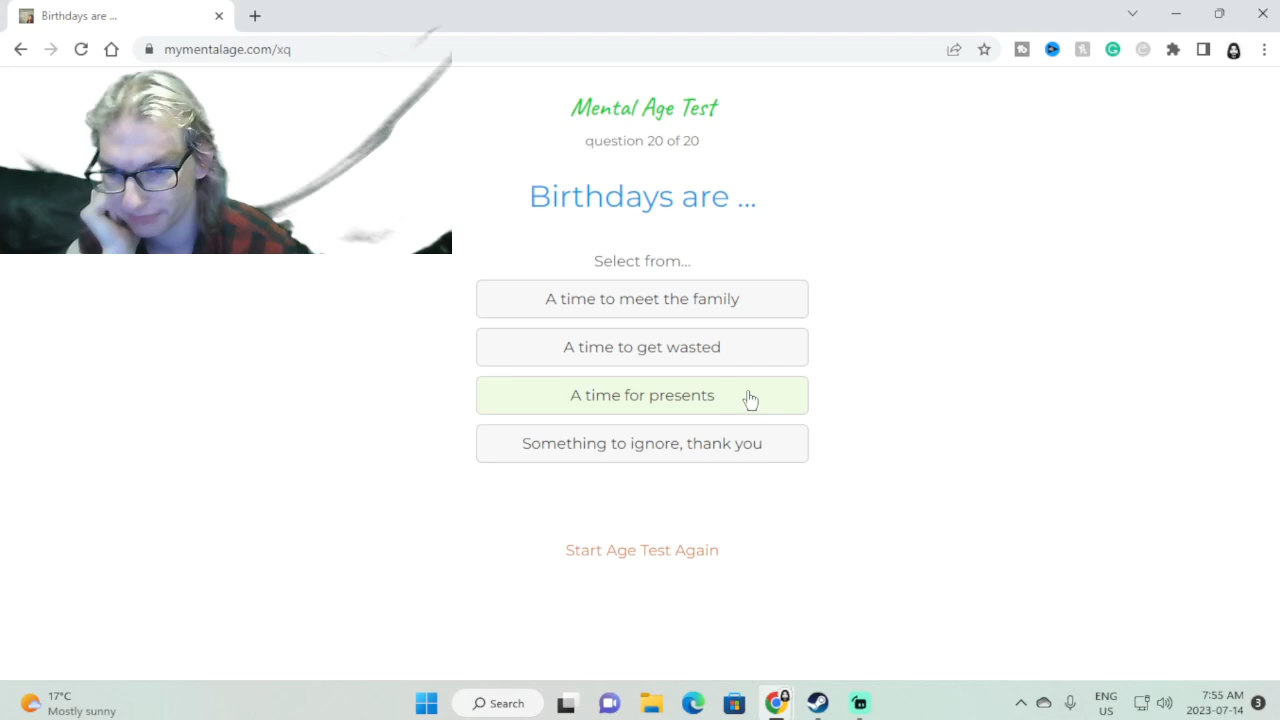 Birthdays are ...
mymentalage.com/xq
Mental Age Test
question 20 of 20
Birthdays are ...
Select from...
A time to meet the family
A time to get wasted
A time for presents
Something to ignore, thank you
Start Age Test Again
17°C
Mostly sunny
Search
ENG
US
7:55 AM
2023-07-14
3